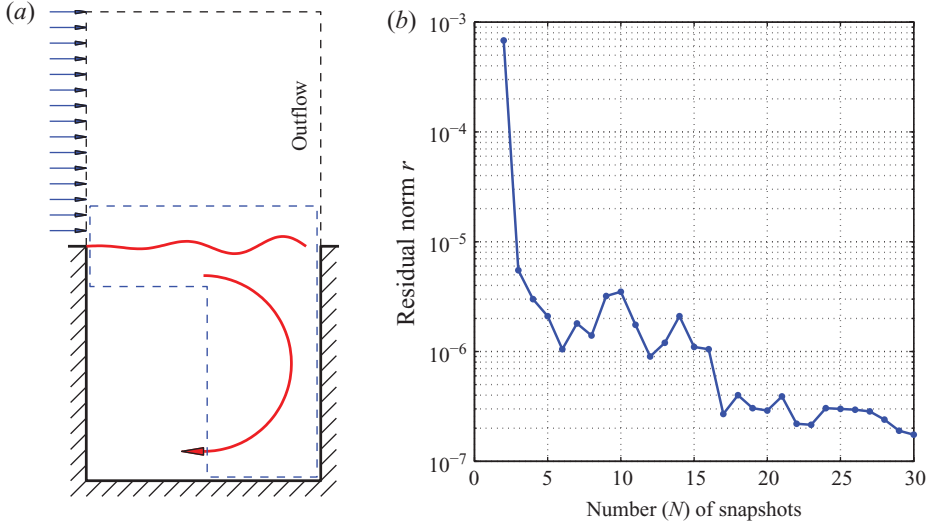 (a)
Outflow
(b)
10⁻³
10⁻⁴
10⁻⁵
10⁻⁶
10⁻⁷
Residual norm r
0
5
10
15
20
25
30
Number (N) of snapshots